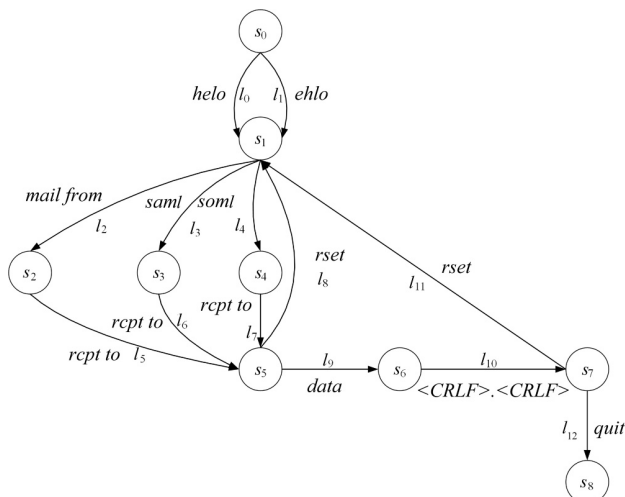 s0
helo l0 l1 ehlo
s1
mail from
saml soml
l2
l3
l4
rset
l8
l11
rset
s2
s3
s4
rcpt to l6
rcpt to
l7
rcpt to l5
s5
l9
data
s6
l10
<CRLF>.<CRLF>
s7
l12 quit
s8